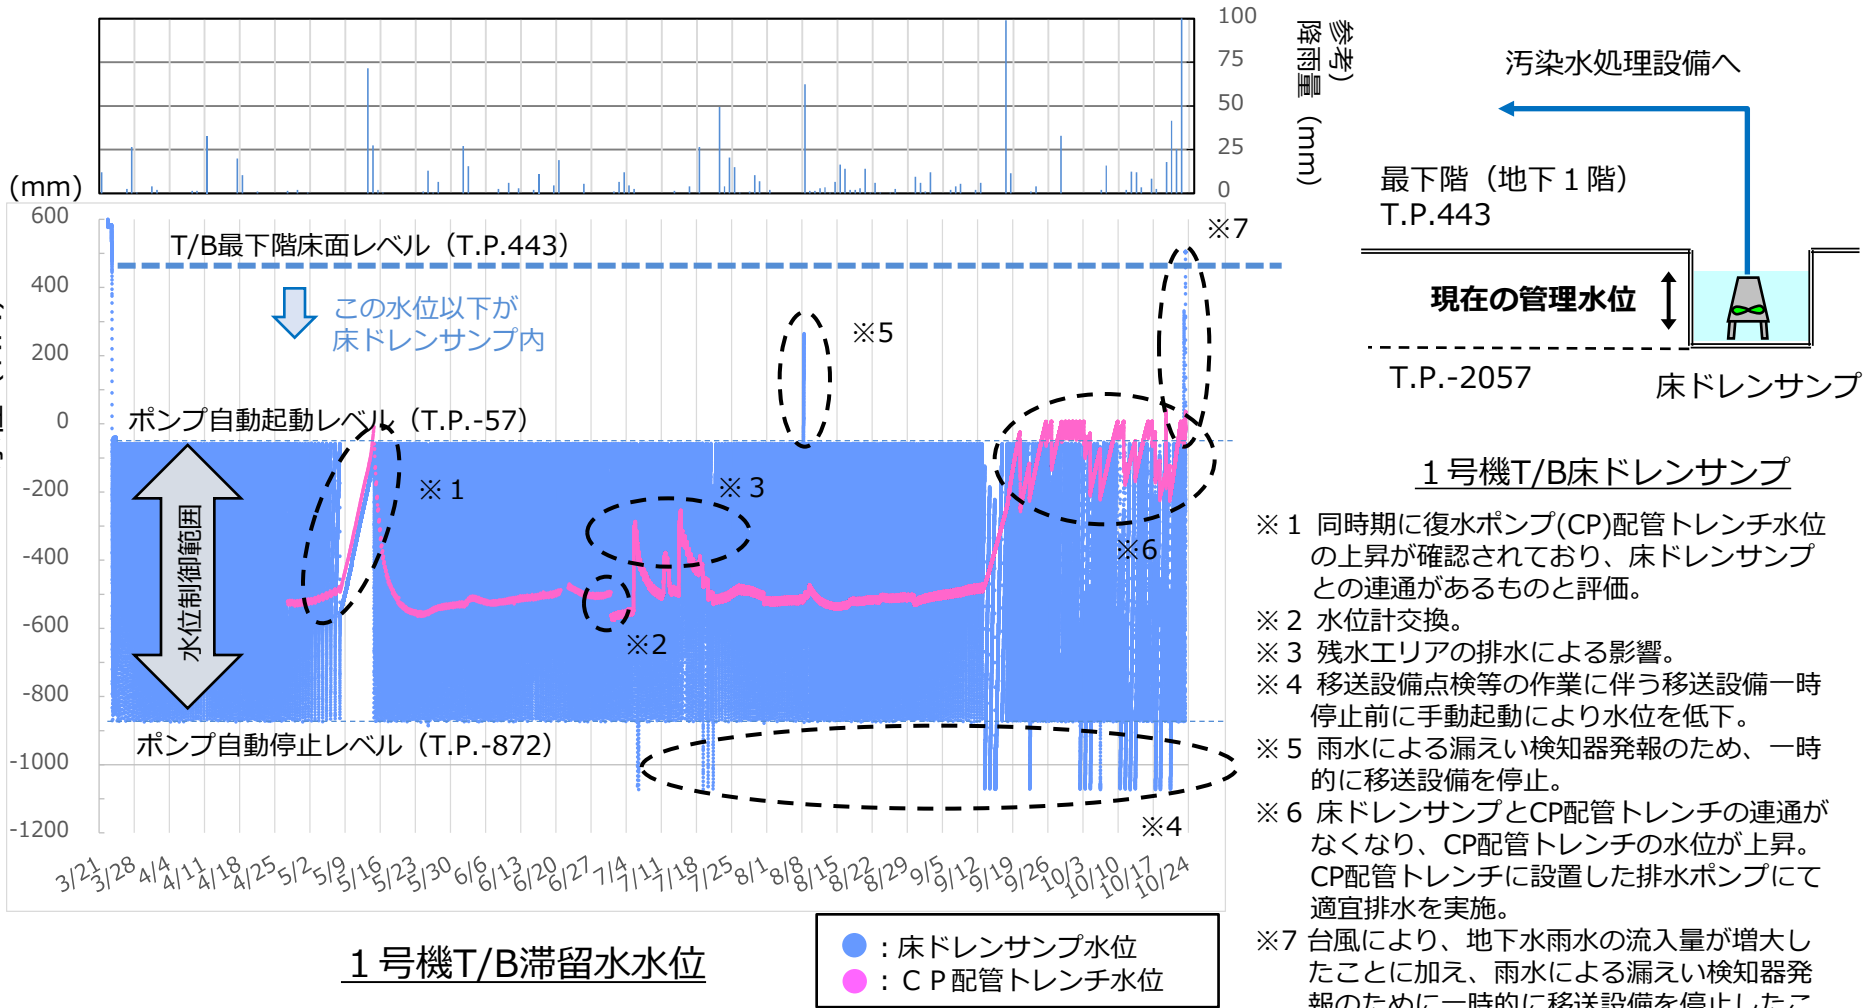 100
75
50
25
0
参考）
降雨量（mm）
(mm)
600
400
200
0
-200
-400
-600
-800
-1000
-1200
T/B最下階床面レベル（T.P.443）
この水位以下が
床ドレンサンプ内
ポンプ自動起動レベル（T.P.-57）
水位制御範囲
ポンプ自動停止レベル（T.P.-872）
※１
※2
※３
※4
※5
※6
※7
3/21
3/28
4/4
4/11
4/18
4/25
5/2
5/9
5/16
5/23
5/30
6/6
6/13
6/20
6/27
7/4
7/11
7/18
7/25
8/1
8/8
8/15
8/22
8/29
9/5
9/12
9/19
9/26
10/3
10/10
10/17
10/24
１号機T/B滞留水水位
：床ドレンサンプ水位
：ＣＰ配管トレンチ水位
汚染水処理設備へ
最下階（地下１階）
T.P.443
現在の管理水位
T.P.-2057
床ドレンサンプ
１号機T/B床ドレンサンプ
※１ 同時期に復水ポンプ(CP)配管トレンチ水位
の上昇が確認されており、床ドレンサンプ
との連通があるものと評価。
※２ 水位計交換。
※３ 残水エリアの排水による影響。
※４ 移送設備点検等の作業に伴う移送設備一時
停止前に手動起動により水位を低下。
※５ 雨水による漏えい検知器発報のため、一時
的に移送設備を停止。
※６ 床ドレンサンプとCP配管トレンチの連通が
なくなり、CP配管トレンチの水位が上昇。
CP配管トレンチに設置した排水ポンプにて
適宜排水を実施。
※7 台風により、地下水雨水の流入量が増大し
たことに加え、雨水による漏えい検知器発
報のために一時的に移送設備を停止したこ